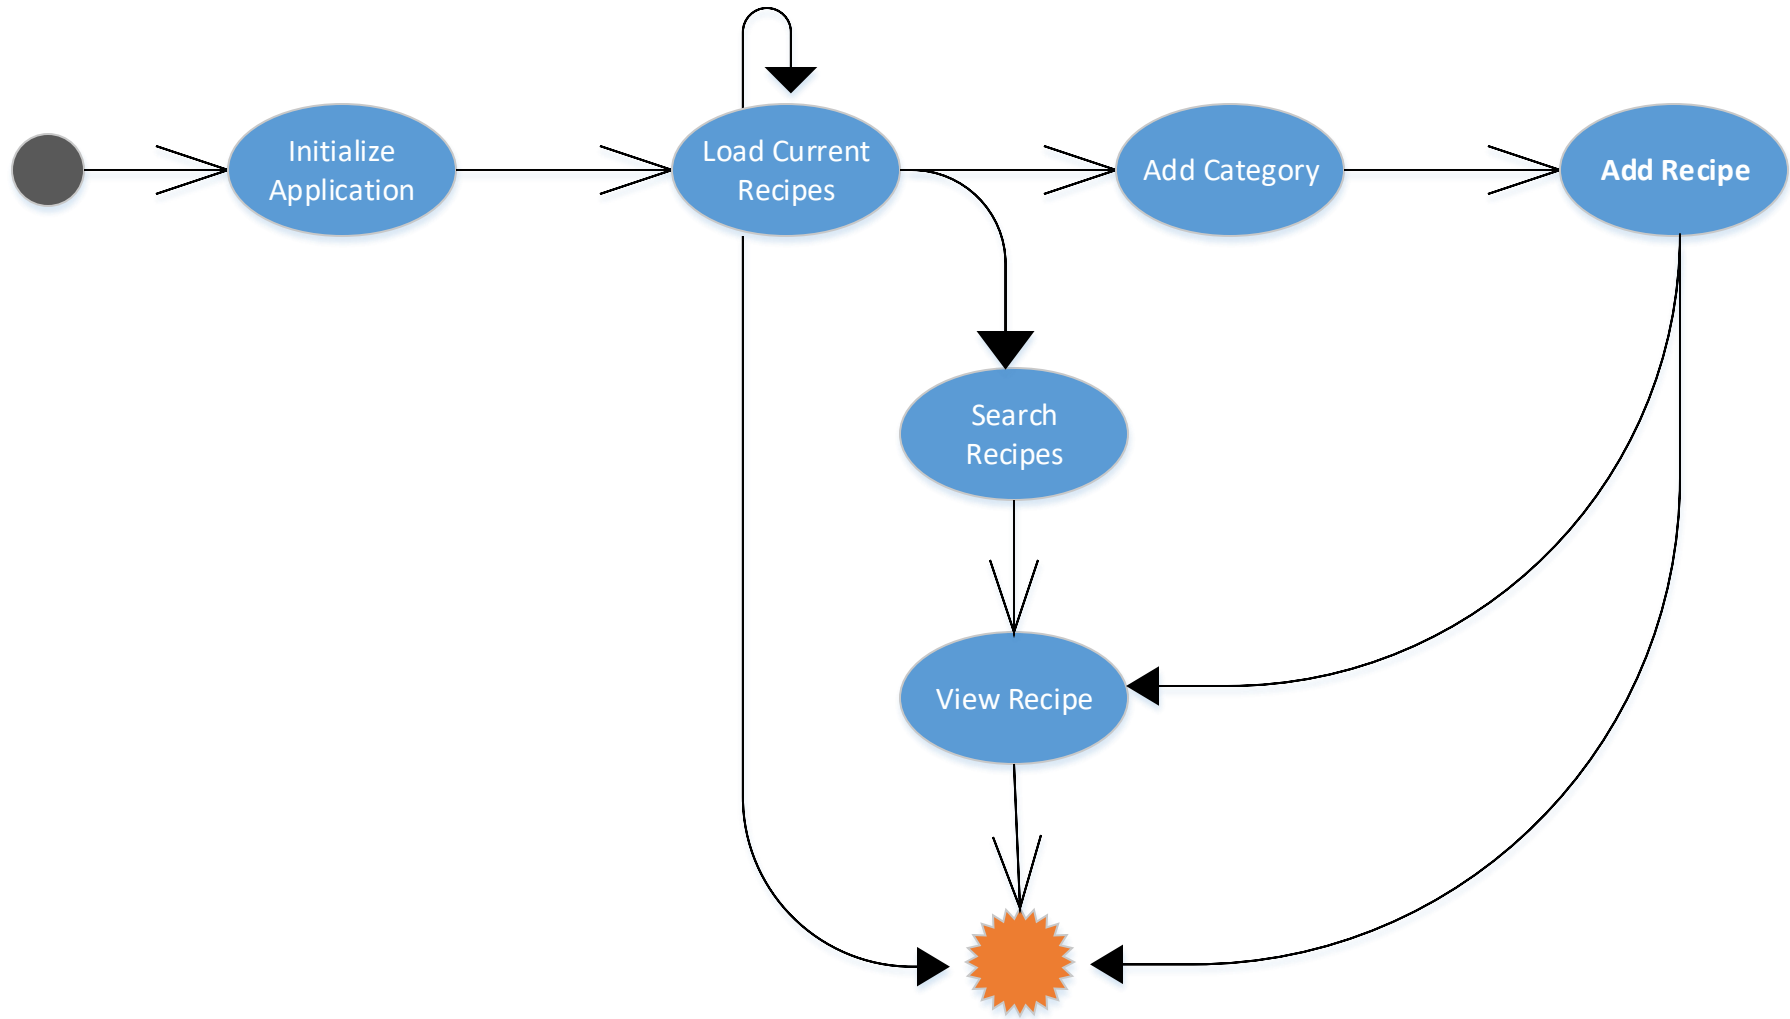 Initialize
Application
Load Current
Recipes
Add Category
Add Recipe
Search
Recipes
View Recipe